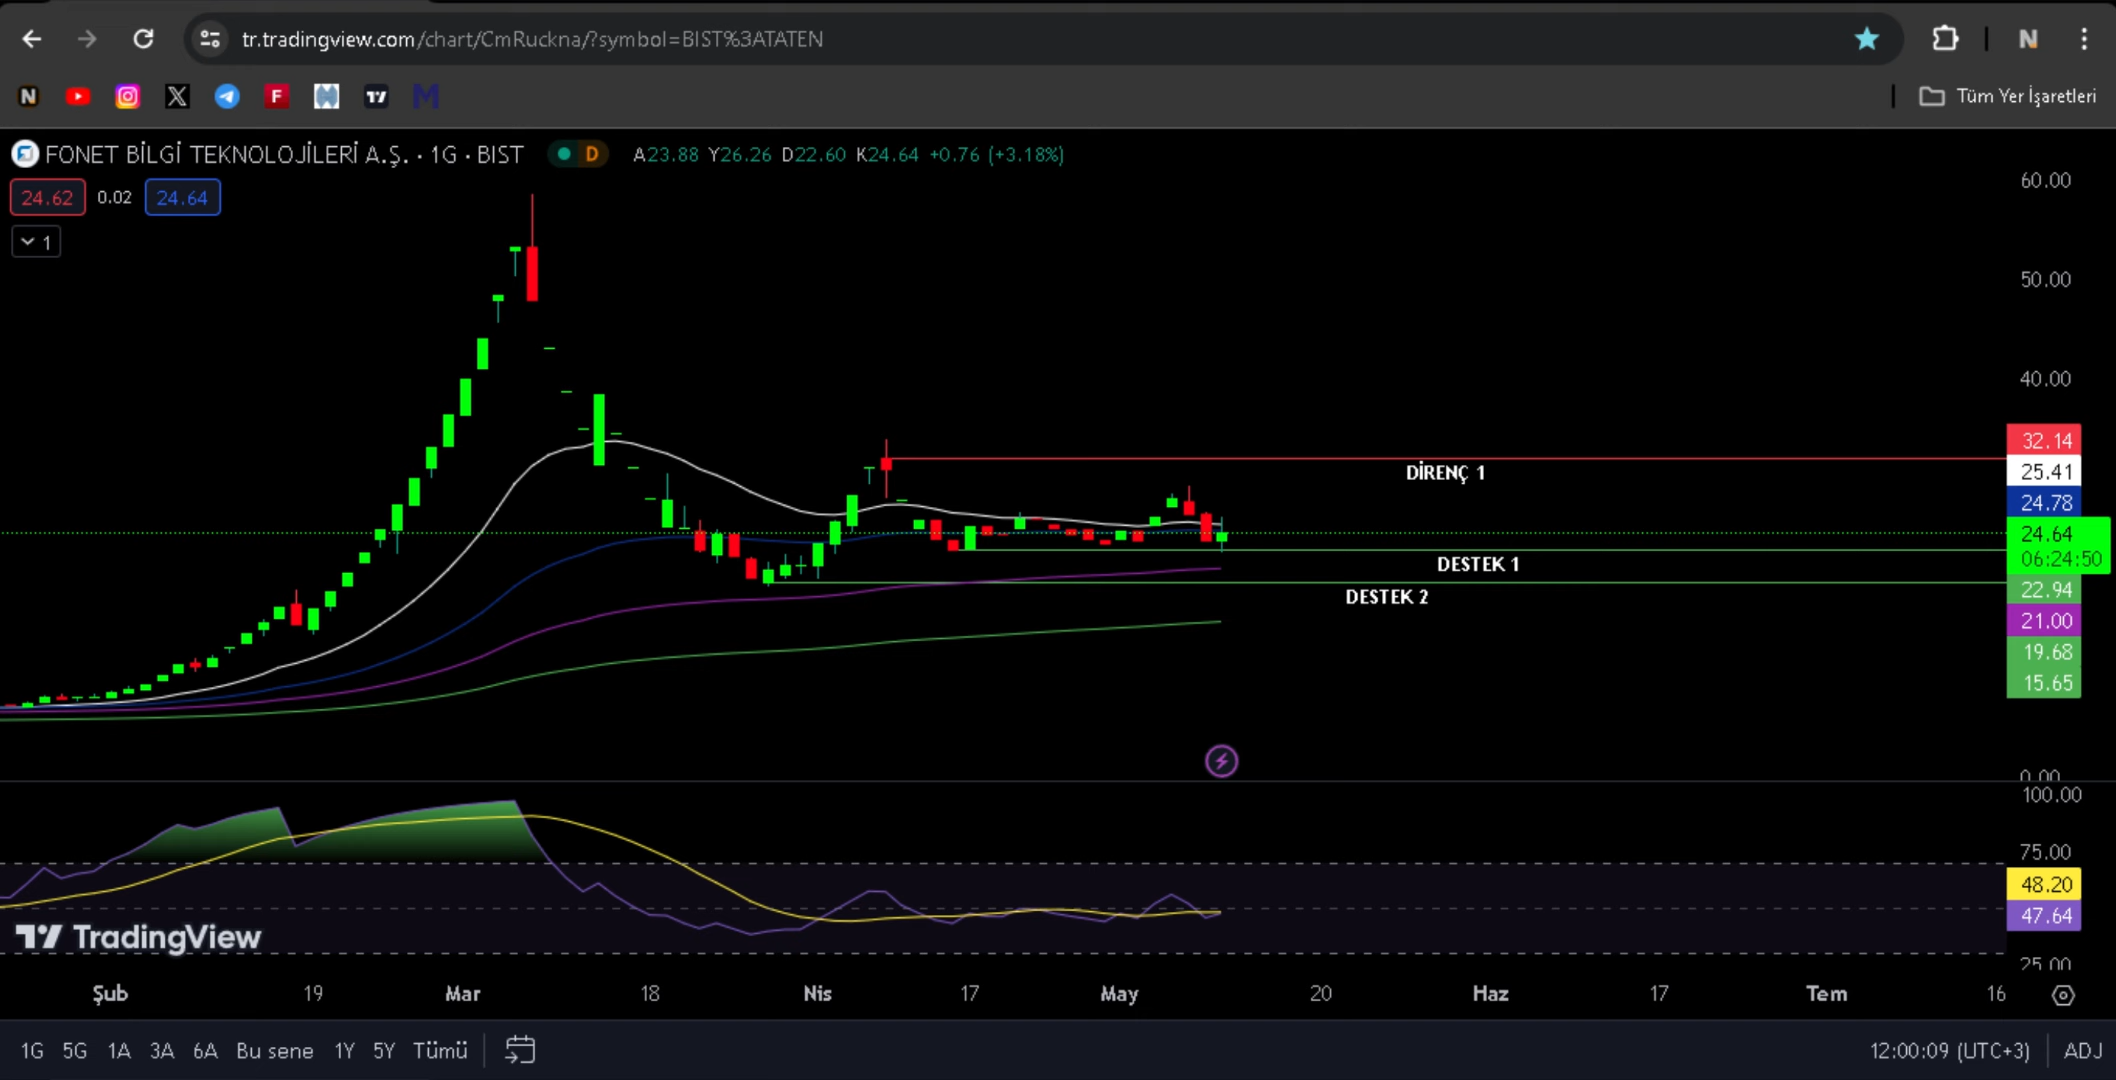 tr.tradingview.com/chart/CmRuckna/?symbol=BIST%3ATATEN
N
N
F
M
Tüm Yer İşaretleri
FONET BİLGİ TEKNOLOJİLERİ A.Ş. · 1G · BIST D A23.88 Y26.26 D22.60 K24.64 +0.76 (+3.18%)
24.62 0.02 24.64
1
60.00
50.00
40.00
32.14
25.41
24.78
24.64
06:24:50
22.94
21.00
19.68
15.65
0.00
DİRENÇ 1
DESTEK 1
DESTEK 2
100.00
75.00
48.20
47.64
25.00
TradingView
Şub 19 Mar 18 Nis 17 May 20 Haz 17 Tem 16
1G 5G 1A 3A 6A Bu sene 1Y 5Y Tümü
12:00:09 (UTC+3) ADJ